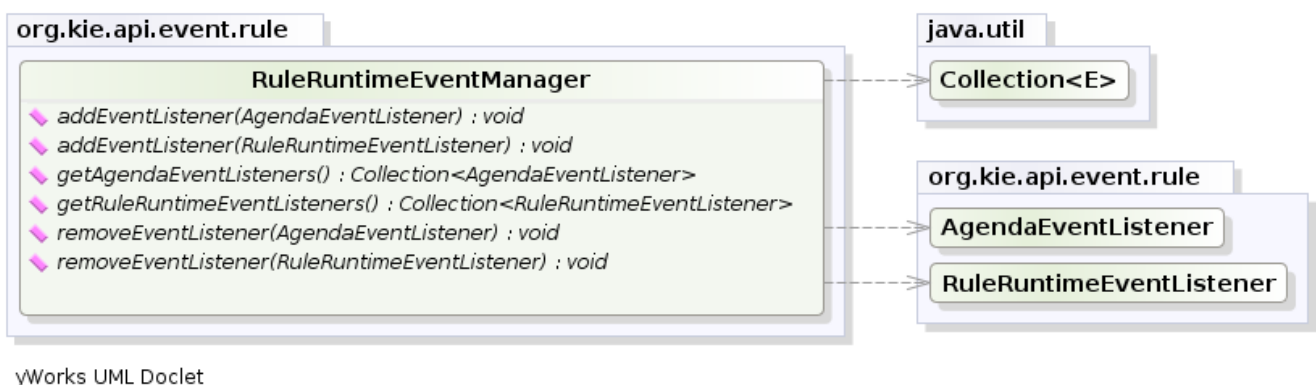 org.kie.api.event.rule
RuleRuntimeEventManager
addEventListener(AgendaEventListener) : void
addEventListener(RuleRuntimeEventListener) : void
getAgendaEventListeners() : Collection<AgendaEventListener>
getRuleRuntimeEventListeners() : Collection<RuleRuntimeEventListener>
removeEventListener(AgendaEventListener) : void
removeEventListener(RuleRuntimeEventListener) : void
java.util
Collection<E>
org.kie.api.event.rule
AgendaEventListener
RuleRuntimeEventListener
yWorks UML Doclet